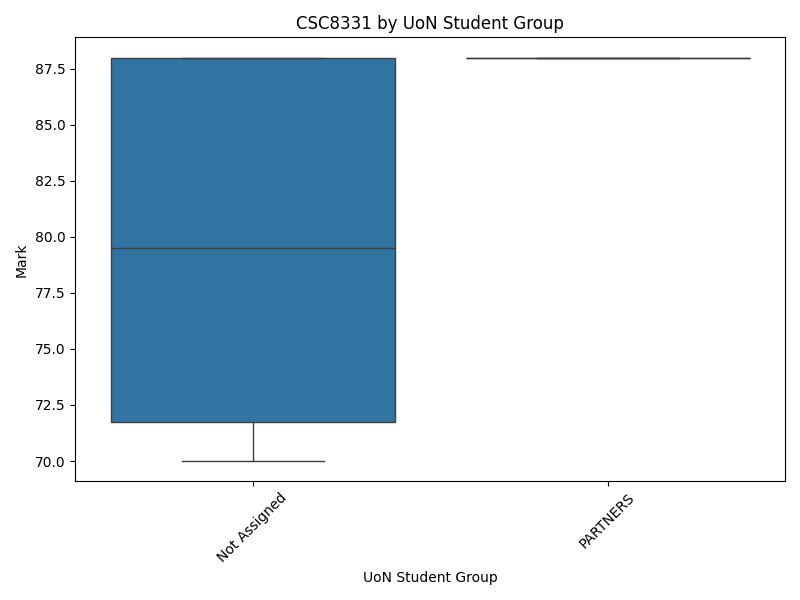 CSC8331 by UoN Student Group
87.5
85.0
82.5
80.0
77.5
75.0
72.5
70.0
Mark
Not Assigned
PARTNERS
UoN Student Group